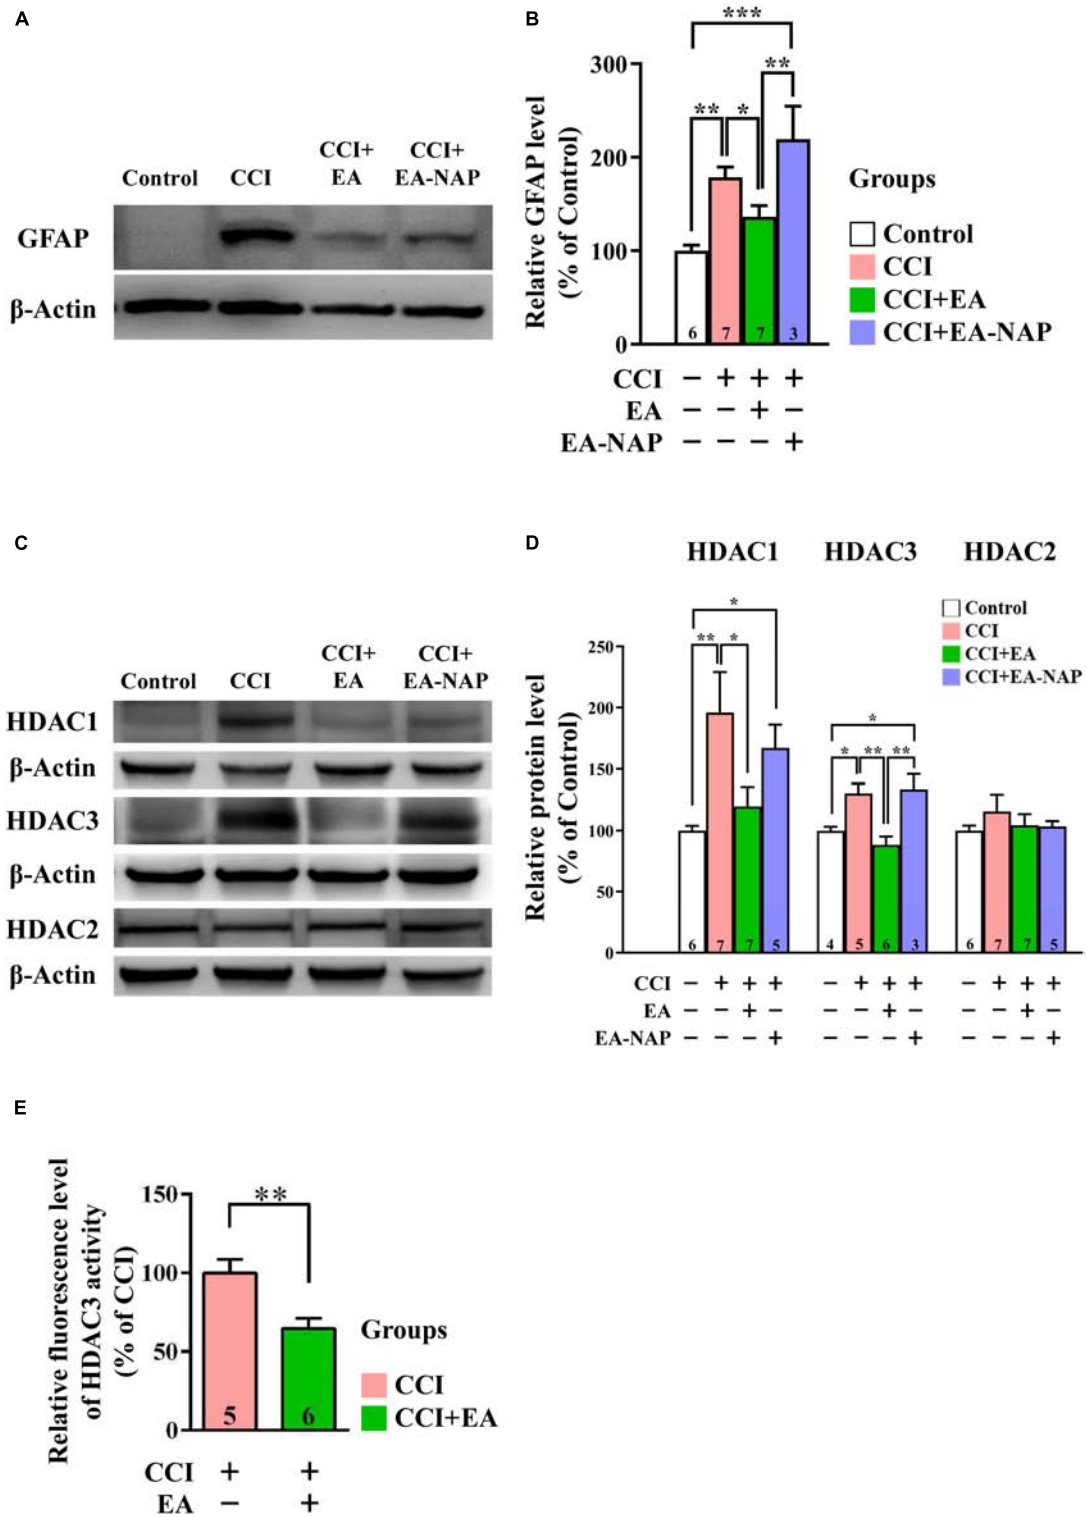 A
Control
CCI
CCI+
EA
CCI+
EA-NAP
GFAP
β-Actin
B
Relative GFAP level
(% of Control)
300
200
100
0
***
**
**
*
6
7
7
3
CCI − + + +
EA − − + −
EA-NAP − − − +
Groups
Control
CCI
CCI+EA
CCI+EA-NAP
C
Control
CCI
CCI+
EA
CCI+
EA-NAP
HDAC1
β-Actin
HDAC3
β-Actin
HDAC2
β-Actin
D
HDAC1
HDAC3
HDAC2
Control
CCI
CCI+EA
CCI+EA-NAP
Relative protein level
(% of Control)
250
200
150
100
50
0
*
** *
*
* ** **
6 7 7 5 4 5 6 3 6 7 7 5
CCI − + + + − + + + − + + +
EA − − + − − − + − − − + −
EA-NAP − − − + − − − + − − − +
E
Relative fluorescence level
of HDAC3 activity
(% of CCI)
150
100
50
0
**
5
6
CCI + +
EA − +
Groups
CCI
CCI+EA